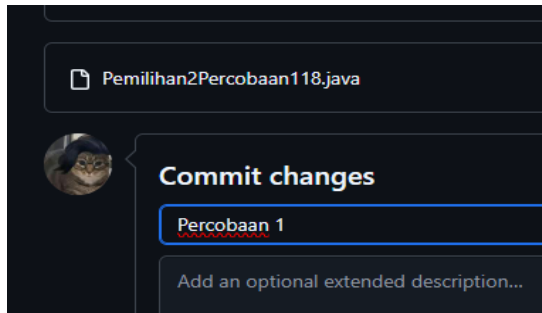 Pemilihan2Percobaan118.java
Commit changes
Percobaan 1
Add an optional extended description...